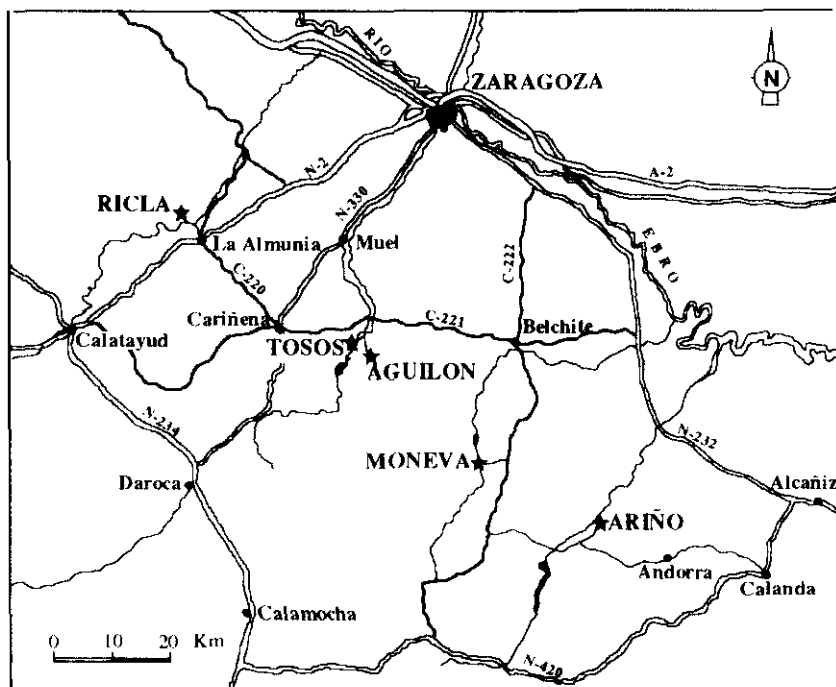 RIO
ZARAGOZA
N
N-2
A-2
N-330
RICLA
La Almunia
Muel
EBRO
C-222
C-220
Cariñena
C-221
Belchite
Calatayud
TOSOS
AGUILON
N-234
N-232
MONEVA
Daroca
Alcañiz
ARIÑO
Andorra
Calanda
Calamocha
0 10 20 Km
N-420